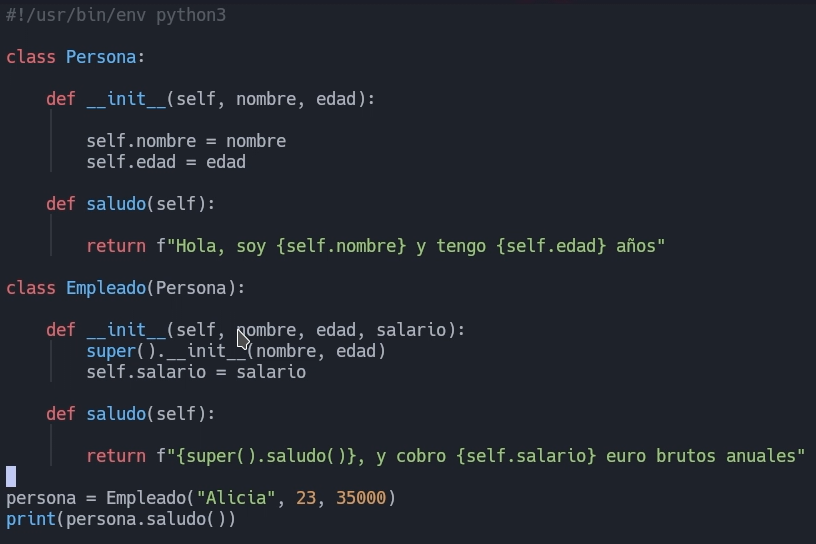 #!/usr/bin/env python3
class Persona:
def __init__(self, nombre, edad):
self.nombre = nombre
self.edad = edad
def saludo(self):
return f"Hola, soy {self.nombre} y tengo {self.edad} años"
class Empleado(Persona):
def __init__(self, nombre, edad, salario):
super().__init__(nombre, edad)
self.salario = salario
def saludo(self):
return f"{super().saludo()}, y cobro {self.salario} euro brutos anuales"
persona = Empleado("Alicia", 23, 35000)
print(persona.saludo())